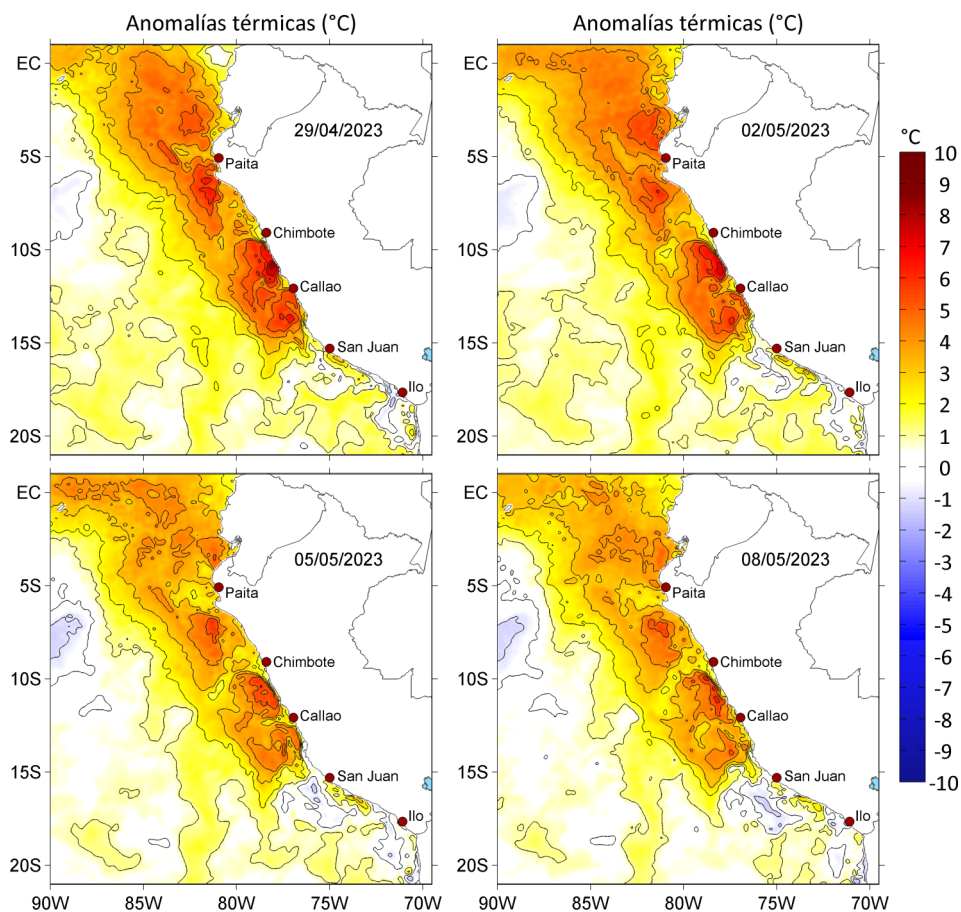 Anomalías térmicas (°C)
Anomalías térmicas (°C)
EC
5S
10S
15S
20S
29/04/2023
Paita
Chimbote
Callao
San Juan
Ilo
EC
5S
10S
15S
20S
02/05/2023
Paita
Chimbote
Callao
San Juan
Ilo
°C
10
9
8
7
6
5
4
3
2
1
0
-1
-2
-3
-4
-5
-6
-7
-8
-9
-10
EC
5S
10S
15S
20S
05/05/2023
Paita
Chimbote
Callao
San Juan
Ilo
90W
85W
80W
75W
70W
EC
5S
10S
15S
20S
08/05/2023
Paita
Chimbote
Callao
San Juan
Ilo
90W
85W
80W
75W
70W